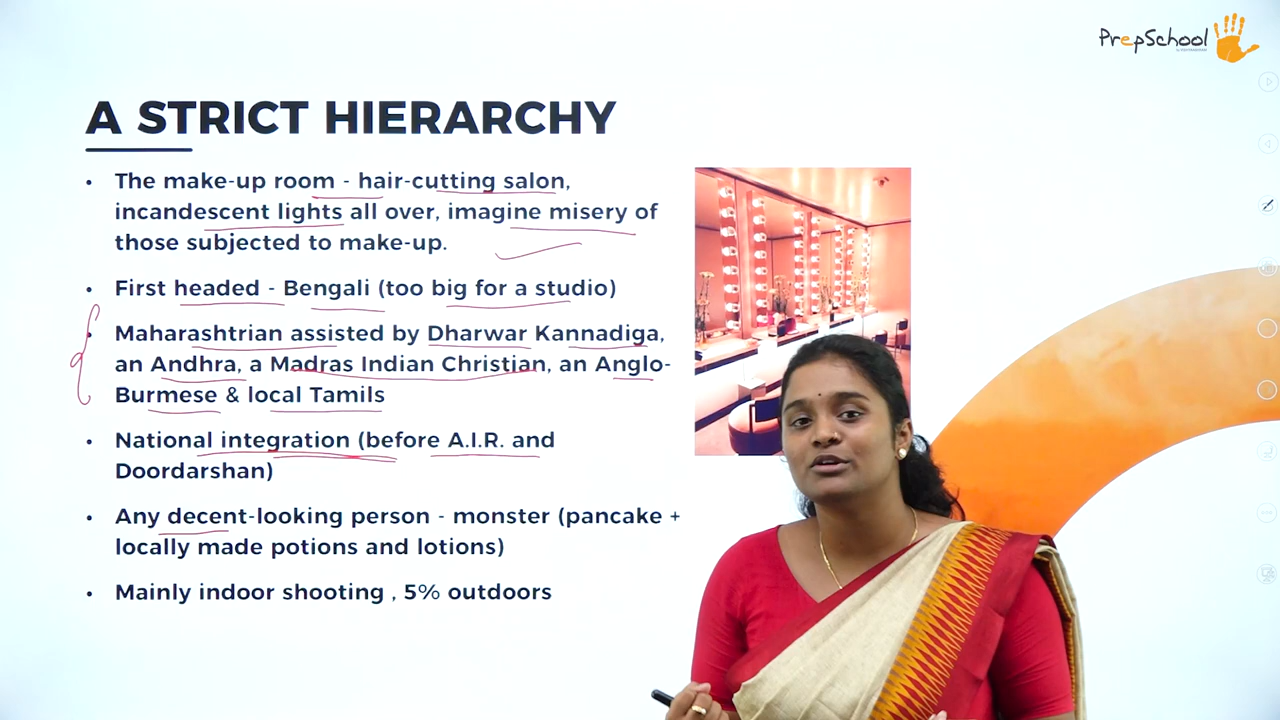 PrepSchool
A STRICT HIERARCHY
• The make-up room - hair-cutting salon,
incandescent lights all over, imagine misery of
those subjected to make-up.
• First headed - Bengali (too big for a studio)
• Maharashtrian assisted by Dharwar Kannadiga,
an Andhra, a Madras Indian Christian, an Anglo-
Burmese & local Tamils
• National integration (before A.I.R. and
Doordarshan)
• Any decent-looking person - monster (pancake +
locally made potions and lotions)
• Mainly indoor shooting , 5% outdoors